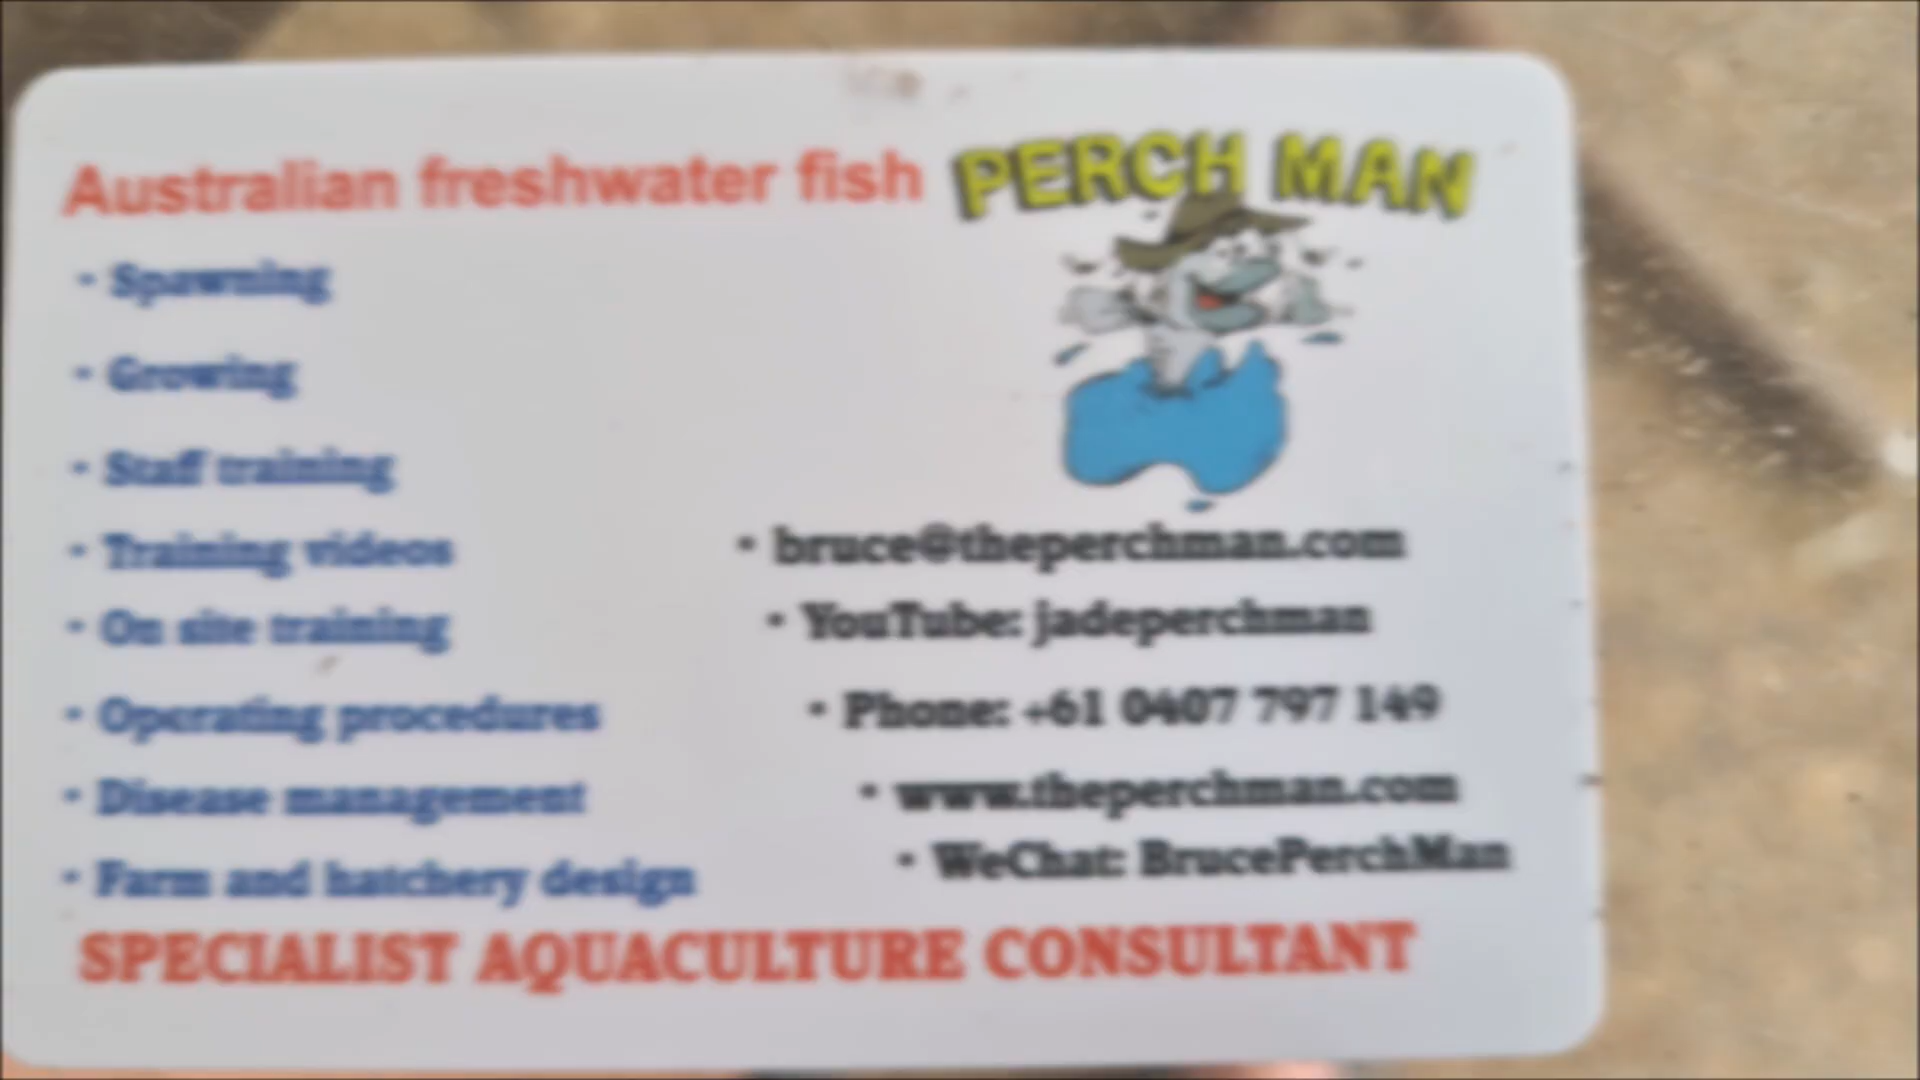 Australian freshwater fish
PERCH MAN
• Spawning
• Growing
• Staff training
• Training videos
• On site training
• Operating procedures
• Disease management
• Farm and hatchery design
• bruce@theperchman.com
• YouTube: jadeperchman
• Phone: +61 0407 797 149
• www.theperchman.com
• WeChat: BrucePerchMan
SPECIALIST AQUACULTURE CONSULTANT